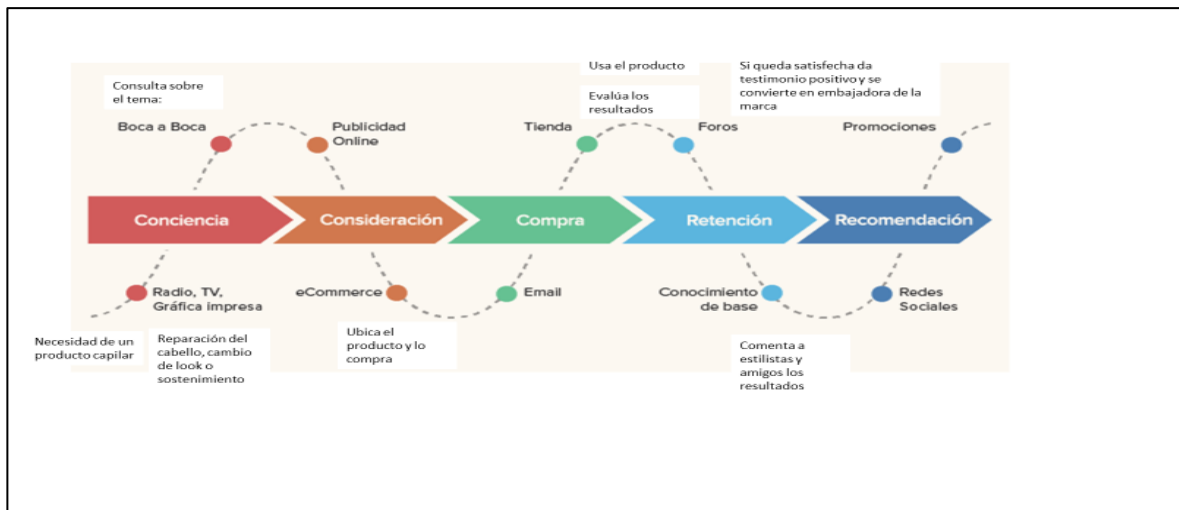 Consulta sobre
el tema:
Usa el producto
Evalúa los
resultados
Si queda satisfecha da
testimonio positivo y se
convierte en embajadora de la
marca
Boca a Boca
Publicidad
Online
Tienda
Foros
Promociones
Conciencia
Consideración
Compra
Retención
Recomendación
Radio, TV,
Gráfica impresa
eCommerce
Email
Conocimiento
de base
Redes
Sociales
Necesidad de un
producto capilar
Reparación del
cabello, cambio
de look o
sostenimiento
Ubica el
producto y lo
compra
Comenta a
estilistas y
amigos los
resultados